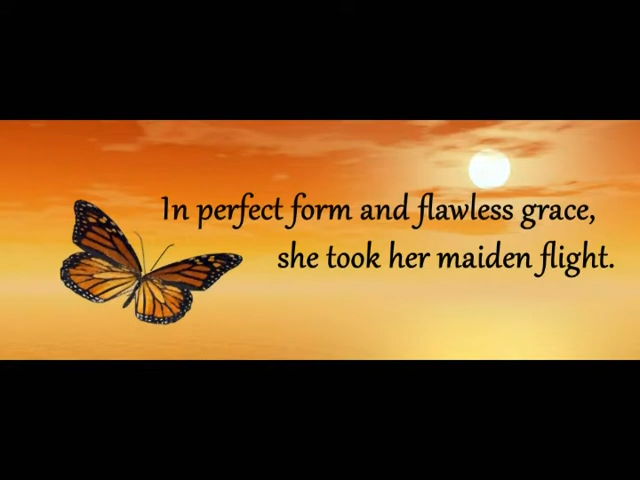 In perfect form and flawless grace,
she took her maiden flight.